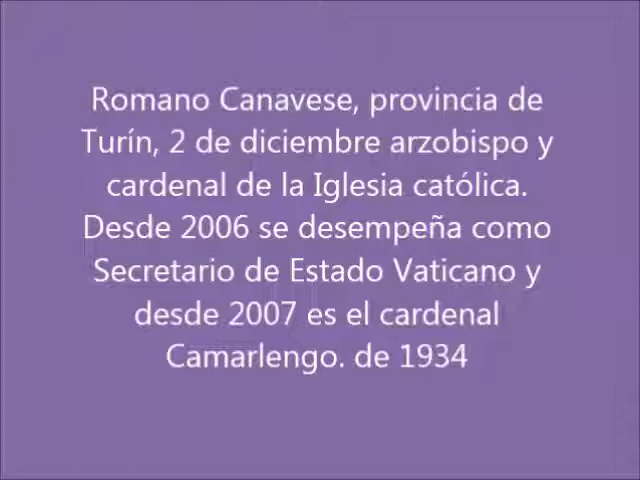 Romano Canavese, provincia de
Turín, 2 de diciembre arzobispo y
cardenal de la Iglesia católica.
Desde 2006 se desempeña como
Secretario de Estado Vaticano y
desde 2007 es el cardenal
Camarlengo. de 1934